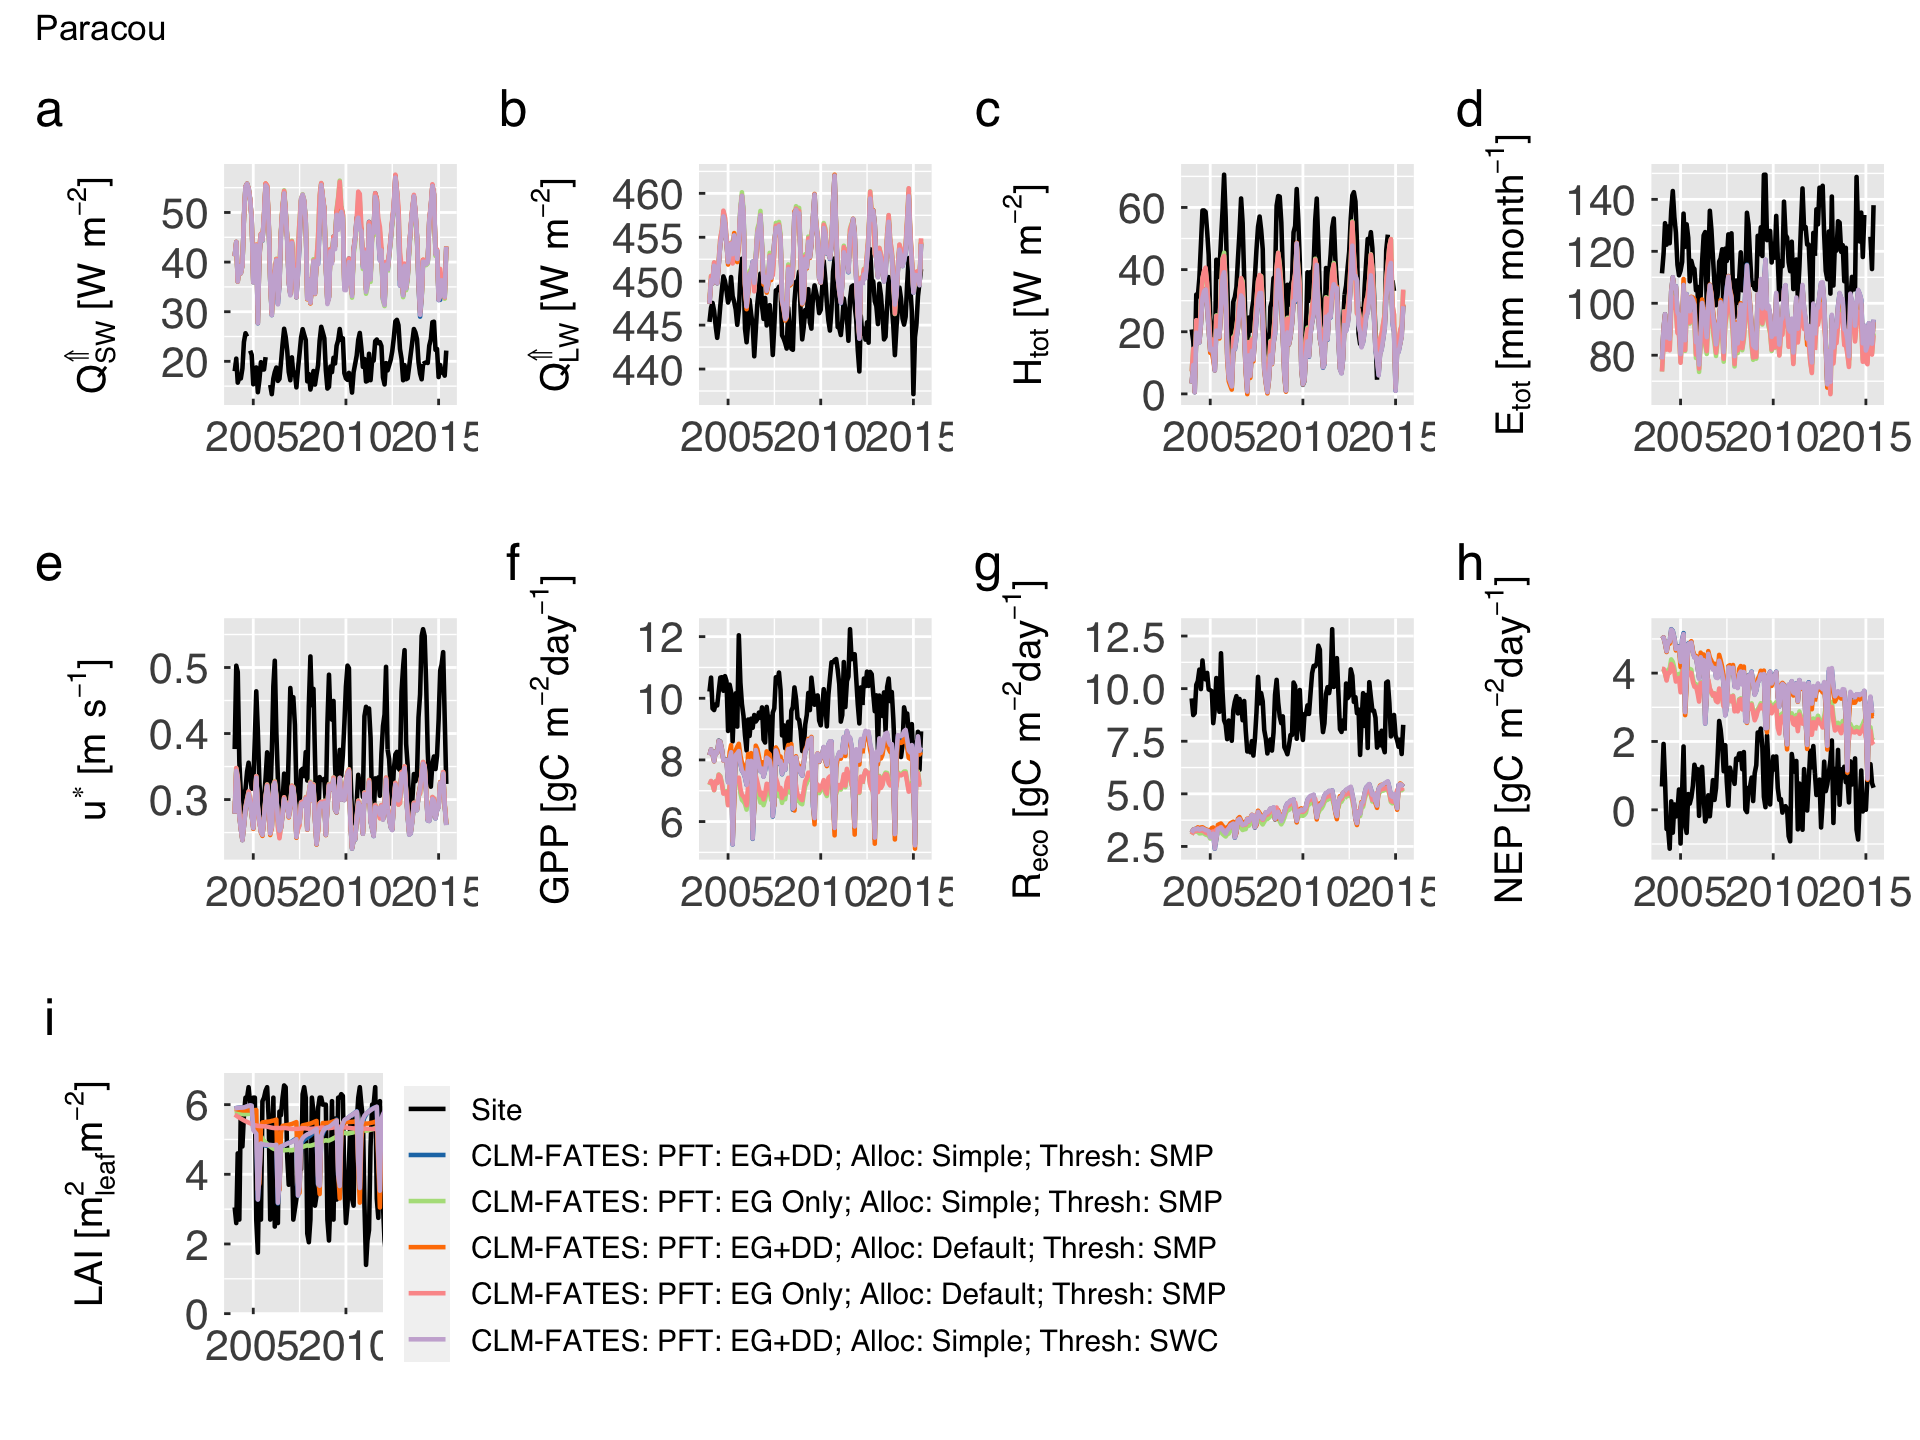 Paracou
a
b
c
d
Q⇑SW [W m−2]
50
40
30
20
2005 2010 2015
Q⇑LW [W m−2]
460
455
450
445
440
2005 2010 2015
Htot [W m−2]
60
40
20
0
2005 2010 2015
Etot [mm month−1]
140
120
100
80
2005 2010 2015
e
f
g
h
u* [m s−1]
0.5
0.4
0.3
2005 2010 2015
GPP [gC m−2day−1]
12
10
8
6
2005 2010 2015
Reco [gC m−2day−1]
12.5
10.0
7.5
5.0
2.5
2005 2010 2015
NEP [gC m−2day−1]
4
2
0
2005 2010 2015
i
LAI [m2leafm−2]
6
4
2
0
2005 2010
Site
CLM-FATES: PFT: EG+DD; Alloc: Simple; Thresh: SMP
CLM-FATES: PFT: EG Only; Alloc: Simple; Thresh: SMP
CLM-FATES: PFT: EG+DD; Alloc: Default; Thresh: SMP
CLM-FATES: PFT: EG Only; Alloc: Default; Thresh: SMP
CLM-FATES: PFT: EG+DD; Alloc: Simple; Thresh: SWC